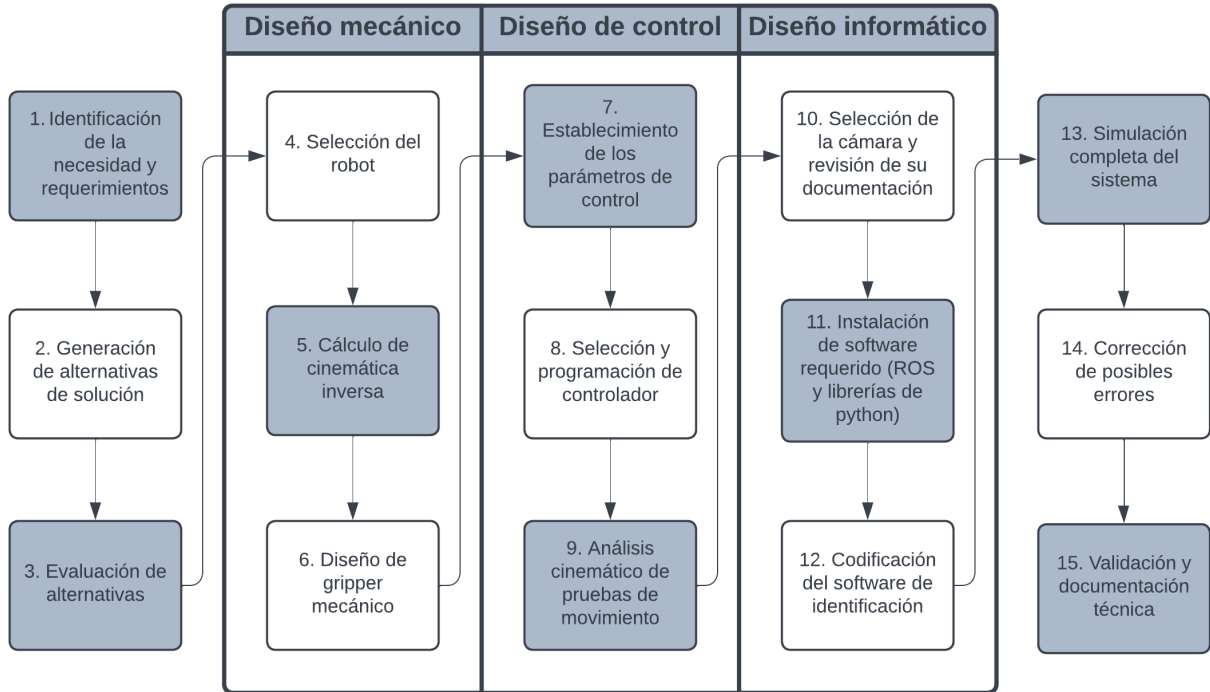 Diseño mecánico
Diseño de control
Diseño informático
1. Identificación
de la
necesidad y
requerimientos
2. Generación
de alternativas
de solución
3. Evaluación de
alternativas
4. Selección del
robot
5. Cálculo de
cinemática
inversa
6. Diseño de
gripper
mecánico
7.
Establecimiento
de los
parámetros de
control
8. Selección y
programación de
controlador
9. Análisis
cinemático de
pruebas de
movimiento
10. Selección de
la cámara y
revisión de su
documentación
11. Instalación
de software
requerido (ROS
y librerías de
python)
12. Codificación
del software de
identificación
13. Simulación
completa del
sistema
14. Corrección
de posibles
errores
15. Validación y
documentación
técnica